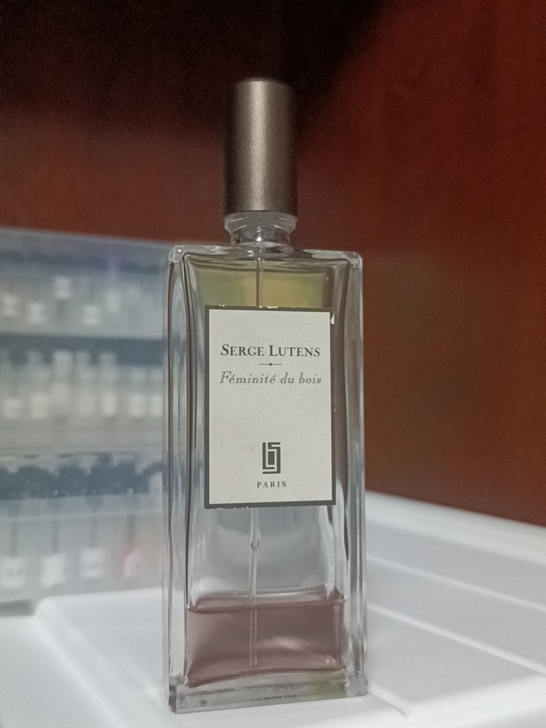 SERGE LUTENS
Féminité du bois
PARIS